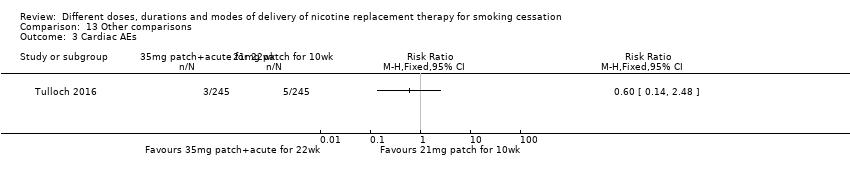 Review: Different doses, durations and modes of delivery of nicotine replacement therapy for smoking cessation
Comparison: 13 Other comparisons
Outcome: 3 Cardiac AEs
Study or subgroup 35mg patch+acute for 22wk 21mg patch for 10wk Risk Ratio Risk Ratio
n/N n/N M-H,Fixed,95% CI M-H,Fixed,95% CI
Tulloch 2016 3/245 5/245 0.60 [ 0.14, 2.48 ]
0.01 0.1 1 10 100
Favours 35mg patch+acute for 22wk Favours 21mg patch for 10wk